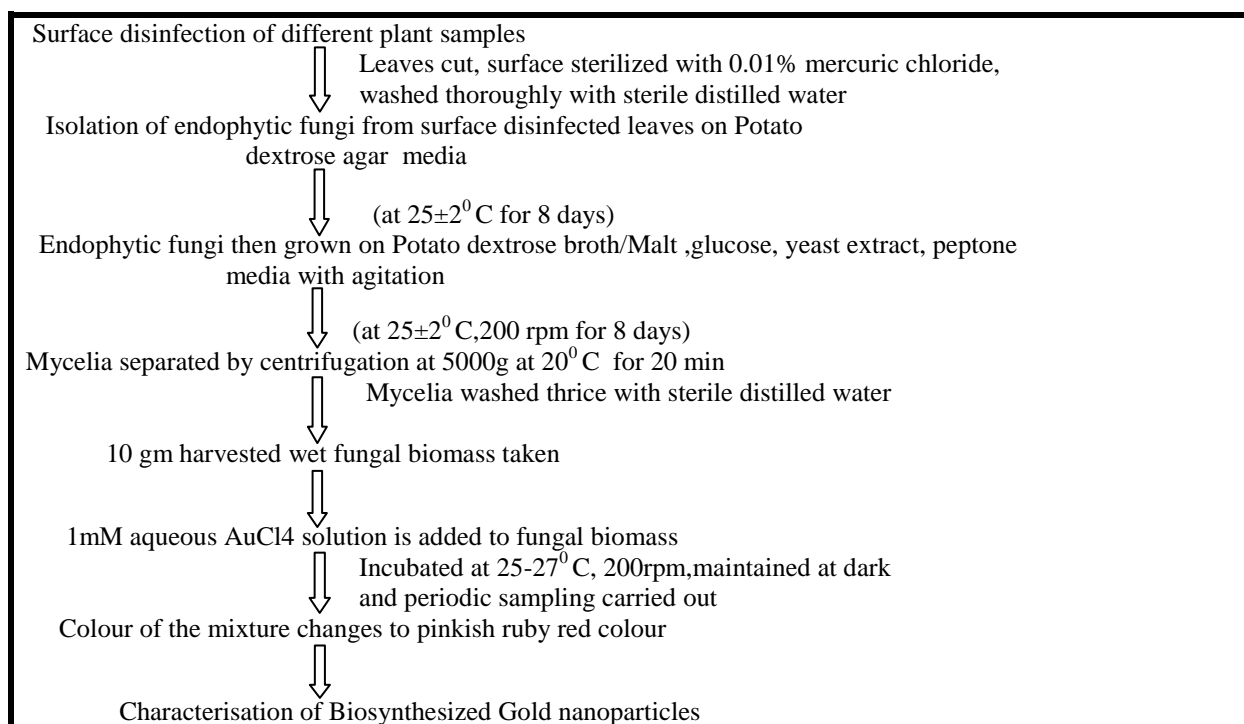 Surface disinfection of different plant samples
Leaves cut, surface sterilized with 0.01% mercuric chloride,
washed thoroughly with sterile distilled water
Isolation of endophytic fungi from surface disinfected leaves on Potato
dextrose agar media
(at 25±2⁰ C for 8 days)
Endophytic fungi then grown on Potato dextrose broth/Malt ,glucose, yeast extract, peptone
media with agitation
(at 25±2⁰ C,200 rpm for 8 days)
Mycelia separated by centrifugation at 5000g at 20⁰ C for 20 min
Mycelia washed thrice with sterile distilled water
10 gm harvested wet fungal biomass taken
1mM aqueous AuCl4 solution is added to fungal biomass
Incubated at 25-27⁰ C, 200rpm,maintained at dark
and periodic sampling carried out
Colour of the mixture changes to pinkish ruby red colour
Characterisation of Biosynthesized Gold nanoparticles